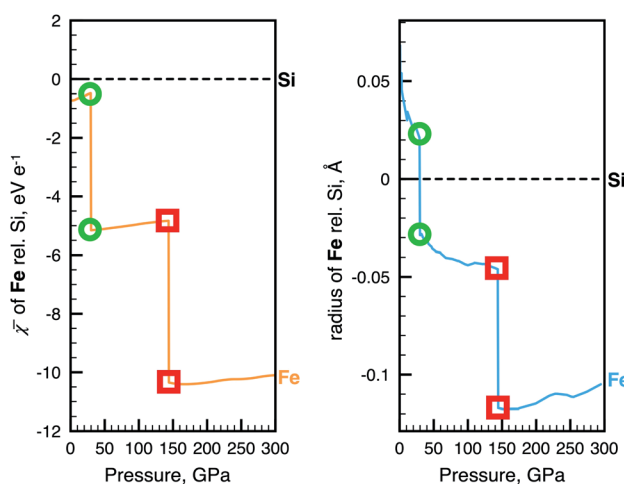 2
0
-2
-4
-6
-8
-10
-12
0 50 100 150 200 250 300
Pressure, GPa
χ̅ of Fe rel. Si, eV e⁻¹
Si
Fe
0.05
0
-0.05
-0.1
0 50 100 150 200 250 300
Pressure, GPa
radius of Fe rel. Si, Å
Si
Fe